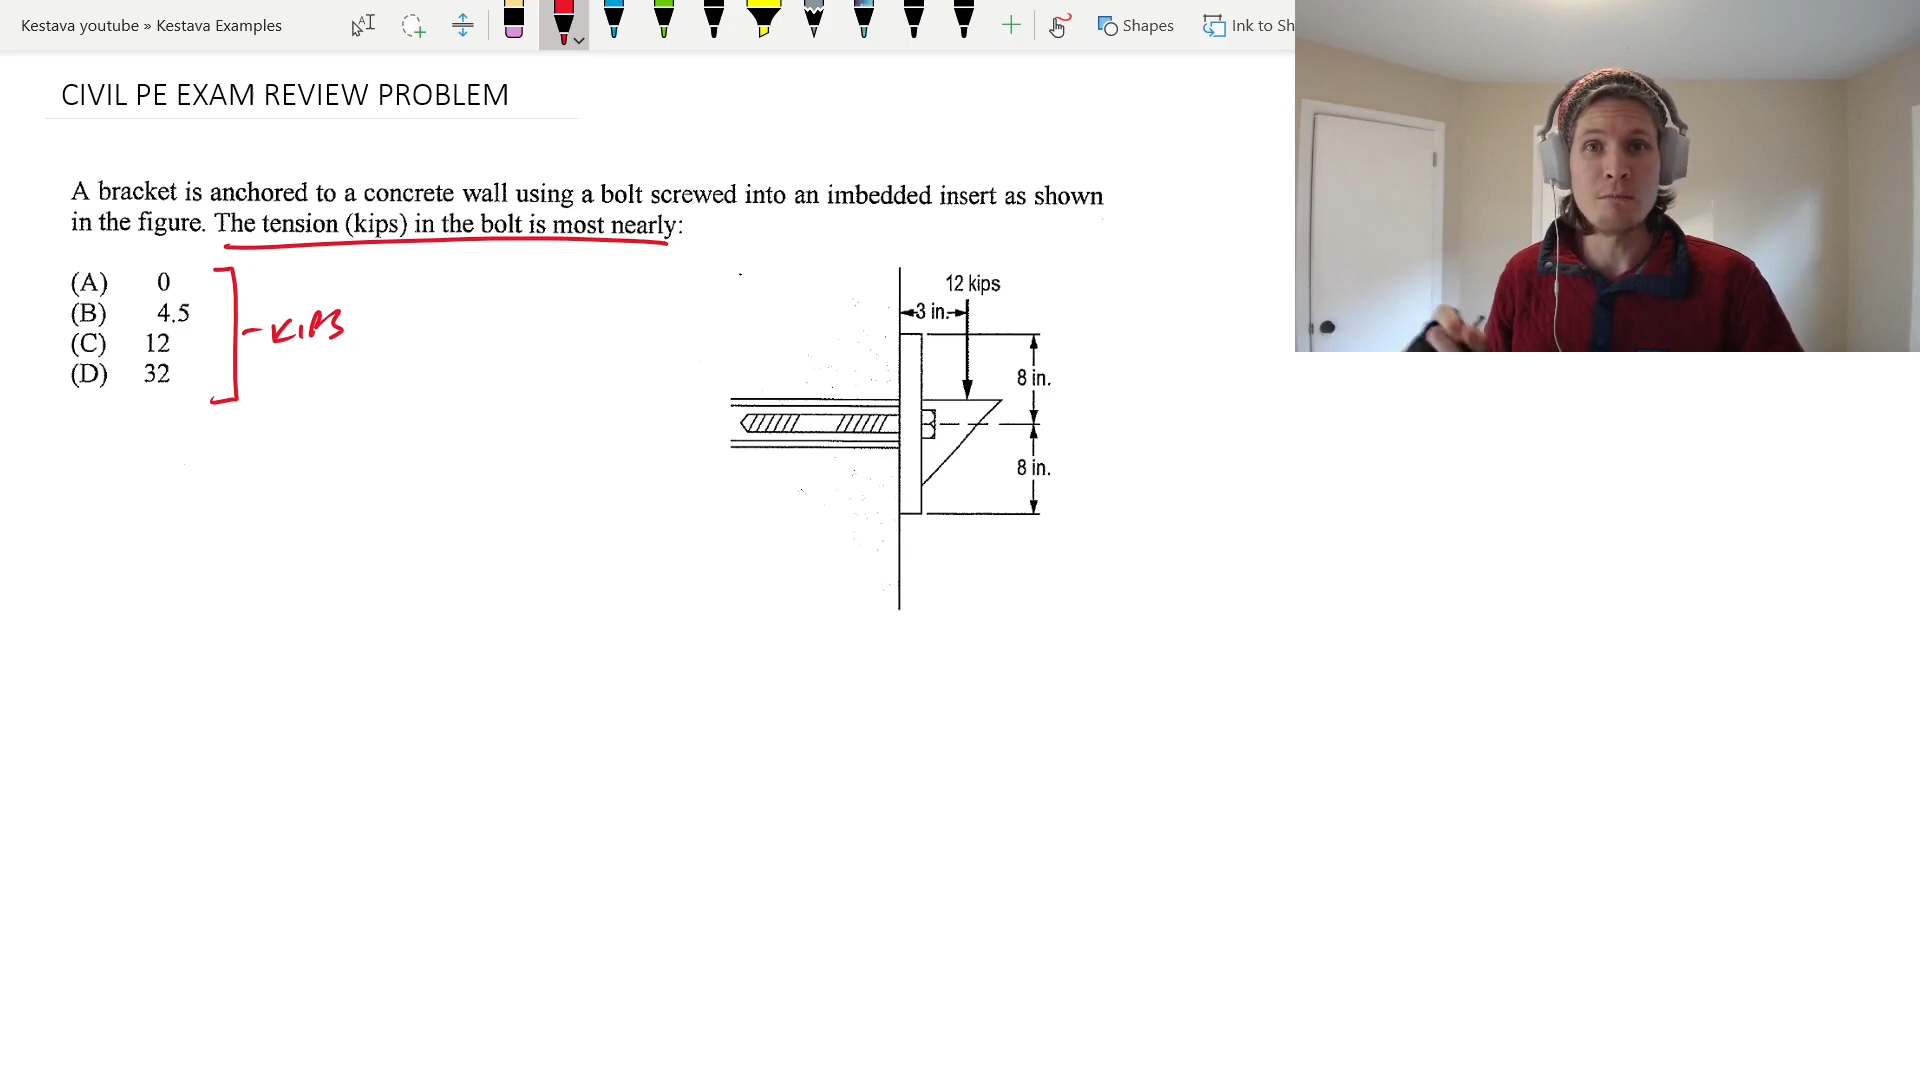 Kestava youtube » Kestava Examples
Shapes
Ink to Sh
CIVIL PE EXAM REVIEW PROBLEM
A bracket is anchored to a concrete wall using a bolt screwed into an imbedded insert as shown
in the figure. The tension (kips) in the bolt is most nearly:
(A) 0
(B) 4.5
(C) 12
(D) 32
- KIPS
12 kips
3 in.
8 in.
8 in.